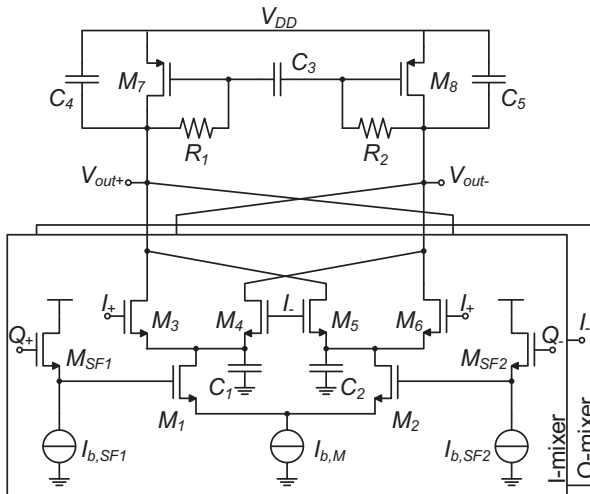 V_DD
C_4
M_7
C_3
M_8
C_5
R_1
R_2
V_out+
V_out-
I_+
M_3
M_4
I_-
M_5
M_6
I_+
Q_+
M_SF1
C_1
C_2
M_SF2
Q_-
I_-
M_1
M_2
I_b,SF1
I_b,M
I_b,SF2
I-mixer
Q-mixer